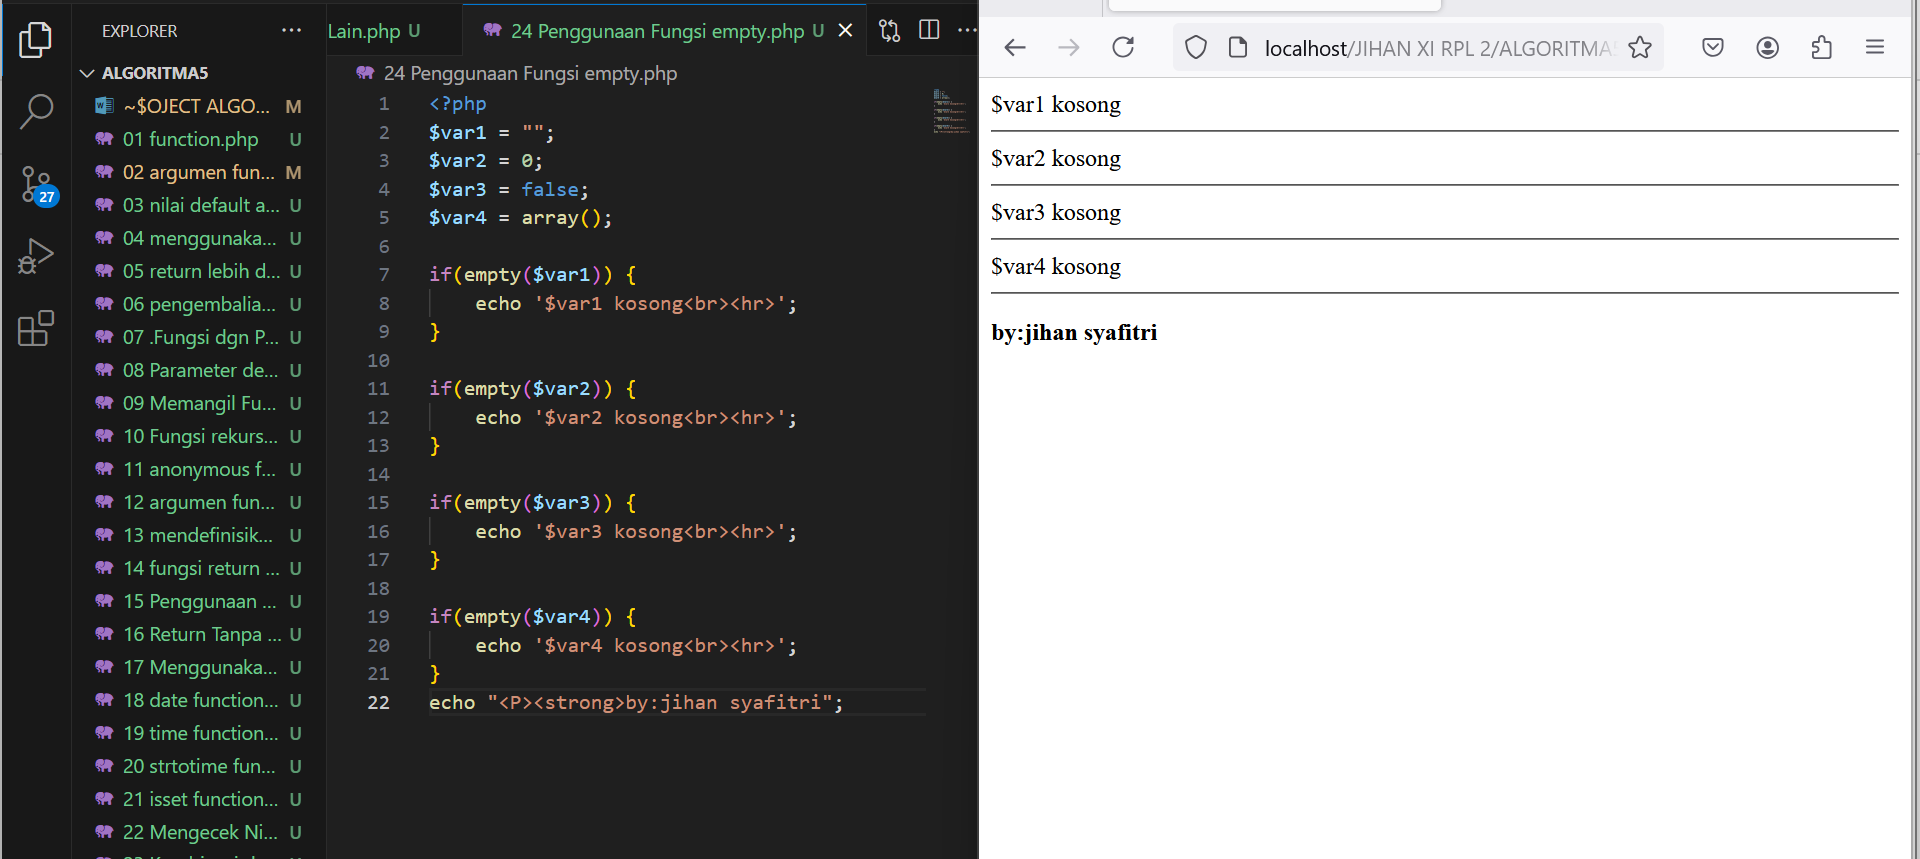 EXPLORER
ALGORITMA5
~$OJECT ALGO... M
01 function.php U
02 argumen fun... M
03 nilai default a... U
04 menggunaka... U
05 return lebih d... U
06 pengembalia... U
07 .Fungsi dgn P... U
08 Parameter de... U
09 Memangil Fu... U
10 Fungsi rekurs... U
11 anonymous f... U
12 argumen fun... U
13 mendefinisik... U
14 fungsi return ... U
15 Penggunaan ... U
16 Return Tanpa ... U
17 Menggunaka... U
18 date function... U
19 time function... U
20 strtotime fun... U
21 isset function... U
22 Mengecek Ni... U
27
Lain.php U
24 Penggunaan Fungsi empty.php U
24 Penggunaan Fungsi empty.php
1 <?php
2 $var1 = "";
3 $var2 = 0;
4 $var3 = false;
5 $var4 = array();
6
7 if(empty($var1)) {
8 echo '$var1 kosong<br><hr>';
9 }
10
11 if(empty($var2)) {
12 echo '$var2 kosong<br><hr>';
13 }
14
15 if(empty($var3)) {
16 echo '$var3 kosong<br><hr>';
17 }
18
19 if(empty($var4)) {
20 echo '$var4 kosong<br><hr>';
21 }
22 echo "<P><strong>by:jihan syafitri";
localhost/JIHAN XI RPL 2/ALGORITMA5
$var1 kosong
$var2 kosong
$var3 kosong
$var4 kosong
by:jihan syafitri